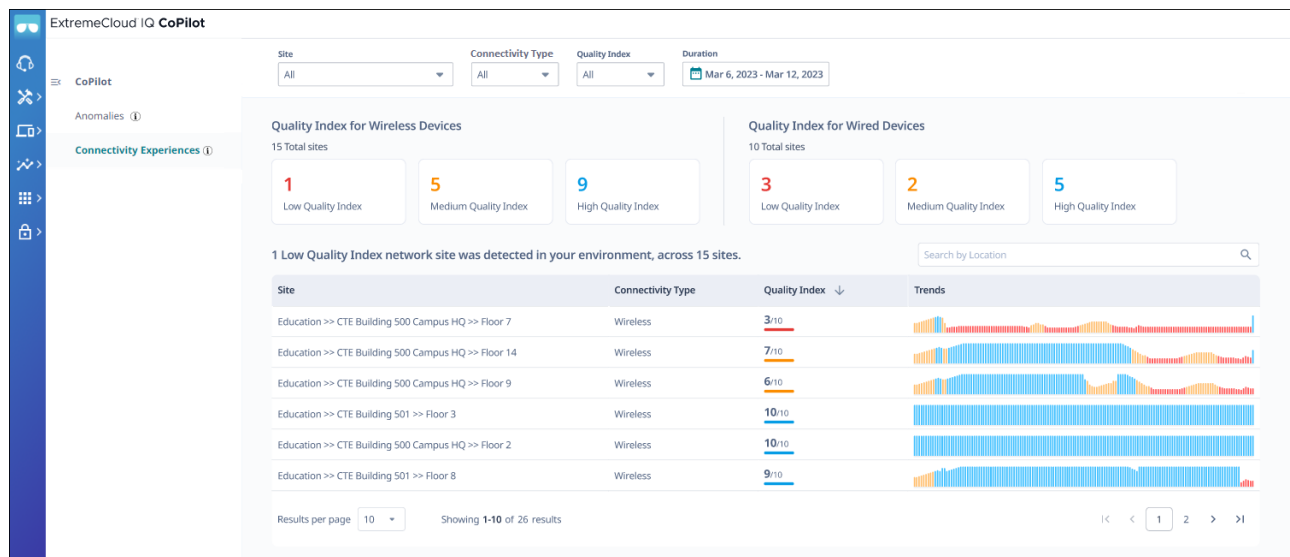 ExtremeCloud IQ CoPilot
CoPilot
Anomalies
Connectivity Experiences
Site Connectivity Type Quality Index Duration
All All All Mar 6, 2023 - Mar 12, 2023
Quality Index for Wireless Devices
15 Total sites
1 5 9
Low Quality Index Medium Quality Index High Quality Index
Quality Index for Wired Devices
10 Total sites
3 2 5
Low Quality Index Medium Quality Index High Quality Index
1 Low Quality Index network site was detected in your environment, across 15 sites.
Search by Location
Site Connectivity Type Quality Index Trends
Education >> CTE Building 500 Campus HQ >> Floor 7 Wireless 3/10
Education >> CTE Building 500 Campus HQ >> Floor 14 Wireless 7/10
Education >> CTE Building 500 Campus HQ >> Floor 9 Wireless 6/10
Education >> CTE Building 501 >> Floor 3 Wireless 10/10
Education >> CTE Building 500 Campus HQ >> Floor 2 Wireless 10/10
Education >> CTE Building 501 >> Floor 8 Wireless 9/10
Results per page 10 Showing 1-10 of 26 results 1 2